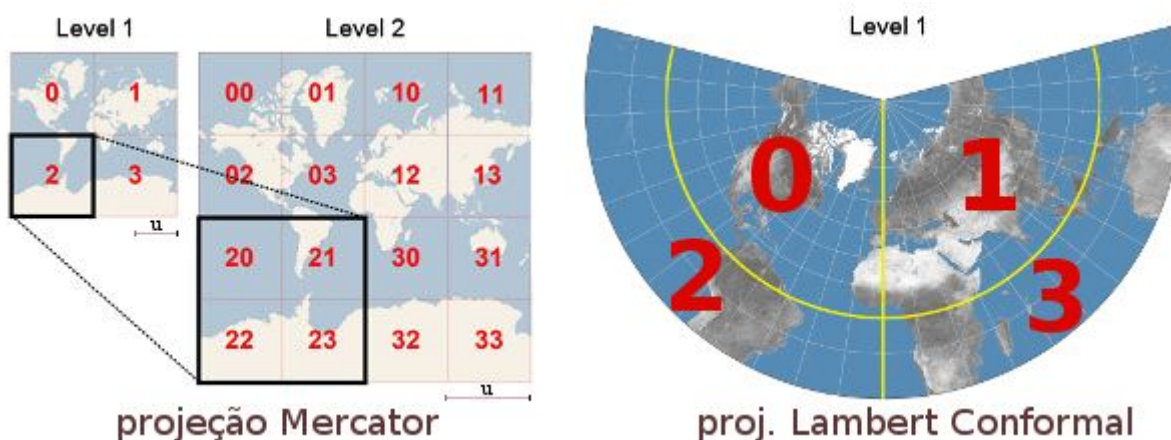 Level 1
Level 2
Level 1
0 1
2 3
u
00 01 10 11
02 03 12 13
20 21 30 31
22 23 32 33
u
0 1
2 3
projeção Mercator
proj. Lambert Conformal